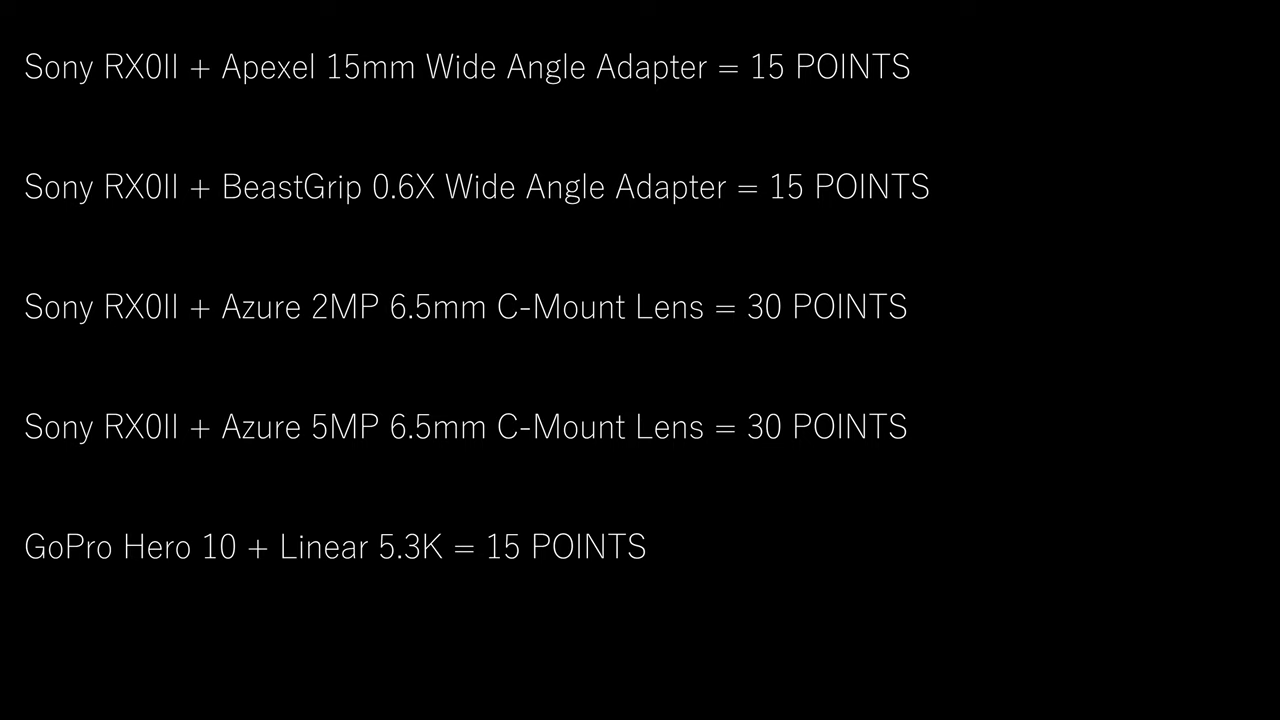 Sony RX0II + Apexel 15mm Wide Angle Adapter = 15 POINTS
Sony RX0II + BeastGrip 0.6X Wide Angle Adapter = 15 POINTS
Sony RX0II + Azure 2MP 6.5mm C-Mount Lens = 30 POINTS
Sony RX0II + Azure 5MP 6.5mm C-Mount Lens = 30 POINTS
GoPro Hero 10 + Linear 5.3K = 15 POINTS